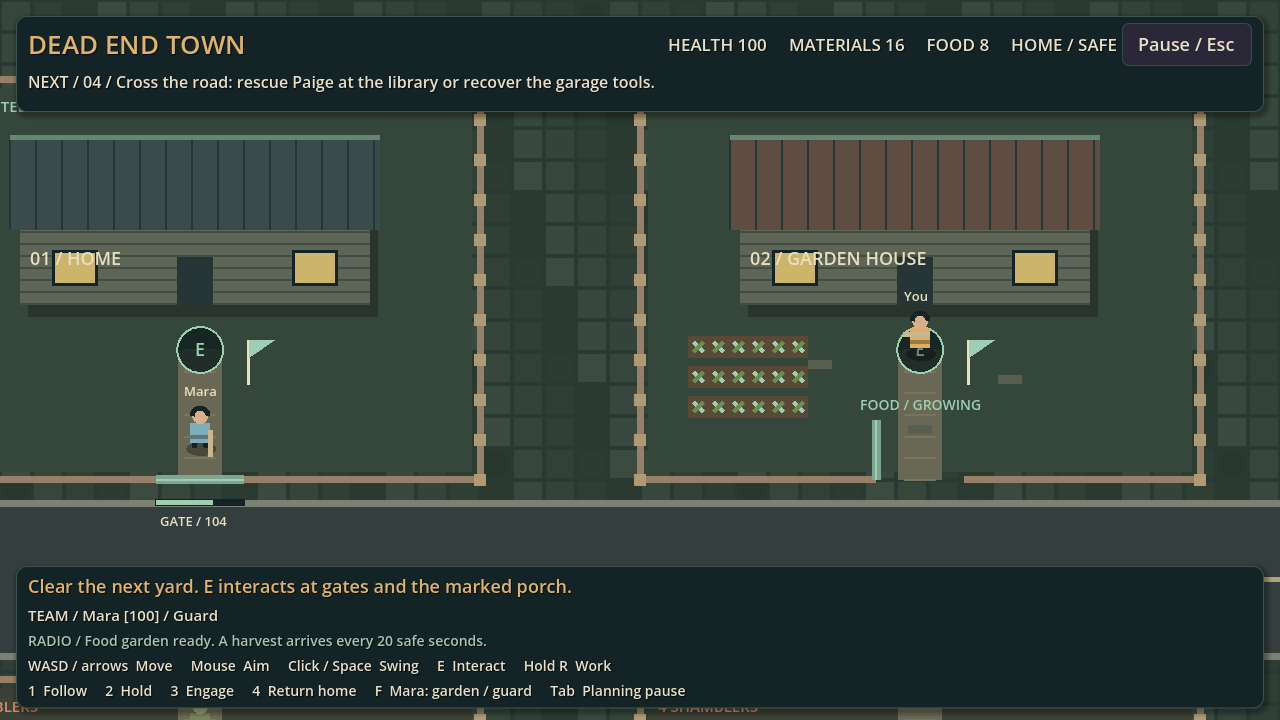 DEAD END TOWN
HEALTH 100 MATERIALS 16 FOOD 8 HOME / SAFE Pause / Esc
NEXT / 04 / Cross the road: rescue Paige at the library or recover the garage tools.
01 / HOME
02 / GARDEN HOUSE
You
E
E
Mara
FOOD / GROWING
GATE / 104
Clear the next yard. E interacts at gates and the marked porch.
TEAM / Mara [100] / Guard
RADIO / Food garden ready. A harvest arrives every 20 safe seconds.
WASD / arrows Move Mouse Aim Click / Space Swing E Interact Hold R Work
1 Follow 2 Hold 3 Engage 4 Return home F Mara: garden / guard Tab Planning pause
4 SHAMBLERS